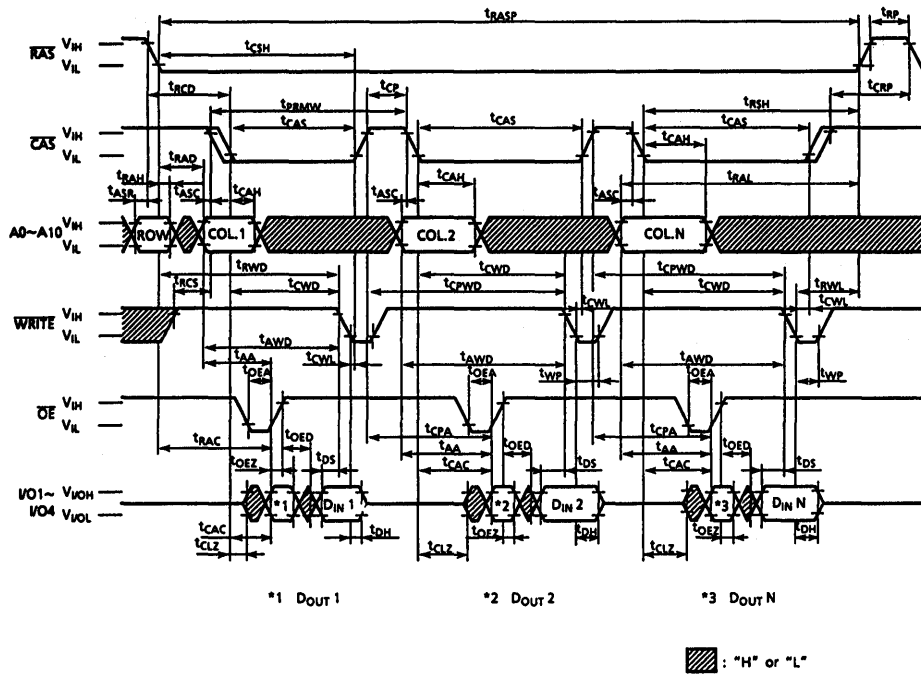 tRASP tRP
tCSH
RAS VIH
VIL
tRCD tCP tCRP
tPRMW tRSH
tCAS tCAS tCAS
CAS VIH
VIL
tRAD tCAH
tRAH tRAL
tASR tASC tCAH tASC tCAH tASC
A0~A10 VIH
VIL
ROW COL.1 COL.2 COL.N
tRWD tCWD tCPWD
tRCS tCWD tCPWD tCWD tRWL
tCWL tCWL
WRITE VIH
VIL
tAWD tAWD tAWD
tAA tCWL tWP tWP
tOEA tOEA tOEA
OE VIH
VIL
tCPA tCPA
tRAC tOED tAA tOED tAA tOED
tOEZ tDS tCAC tDS tCAC tDS
I/O1~ VI/OH
I/O4 VI/OL
*1 DIN 1 *2 DIN 2 *3 DIN N
tCAC tOEZ tOEZ
tCLZ tDH tCLZ tDH tCLZ tDH
*1 DOUT 1 *2 DOUT 2 *3 DOUT N
: "H" or "L"